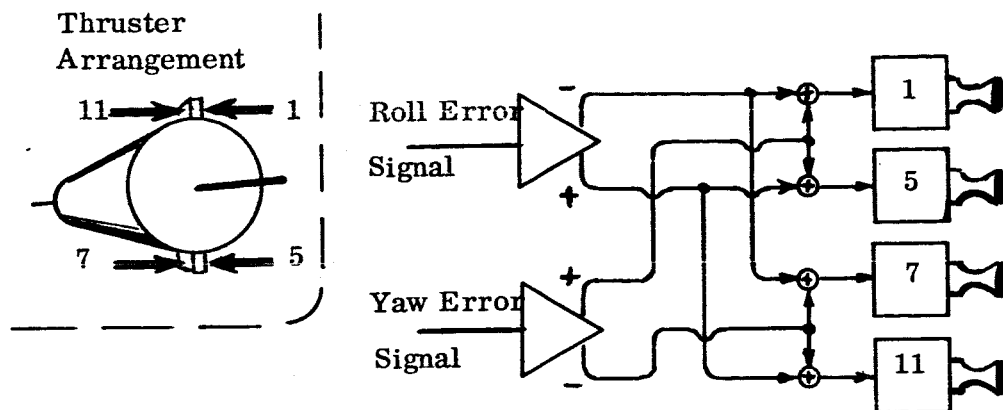 Thruster
Arrangement
11
1
7
5
Roll Error
Signal
-
+
Yaw Error
Signal
+
-
1
5
7
11